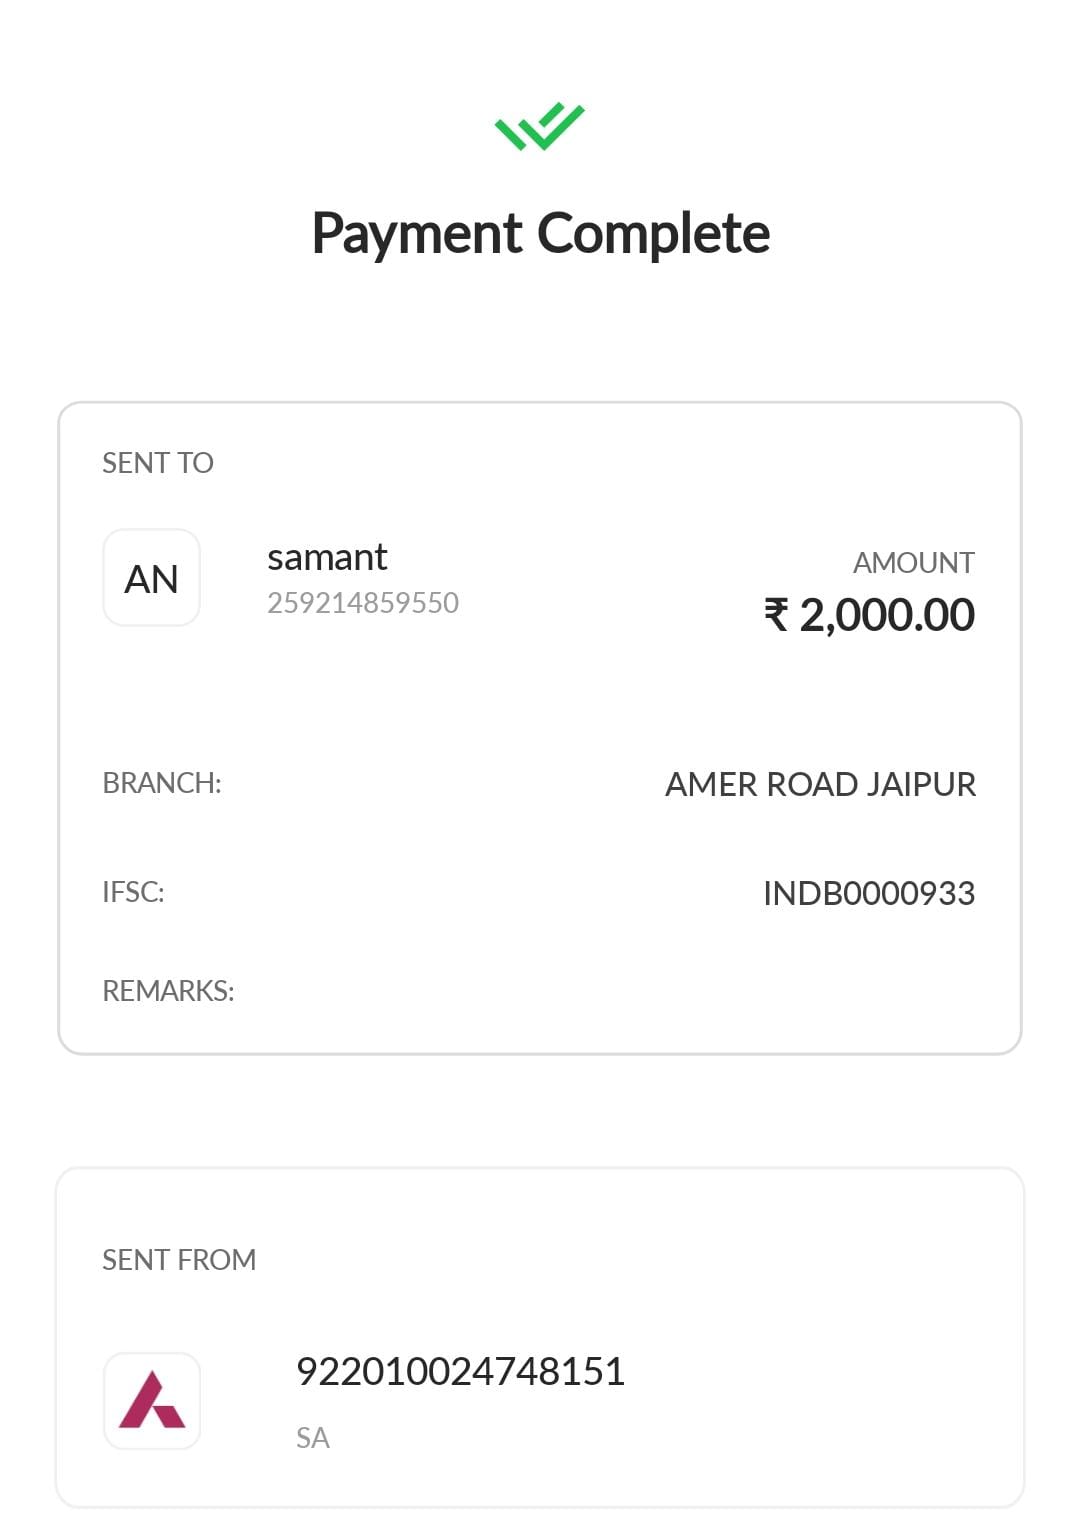 Payment Complete
SENT TO
AN
samant
259214859550
AMOUNT
₹ 2,000.00
BRANCH:
AMER ROAD JAIPUR
IFSC:
INDB0000933
REMARKS:
SENT FROM
922010024748151
SA